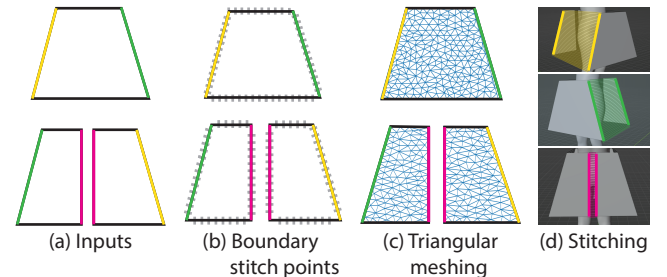 (a) Inputs
(b) Boundary
stitch points
(c) Triangular
meshing
(d) Stitching